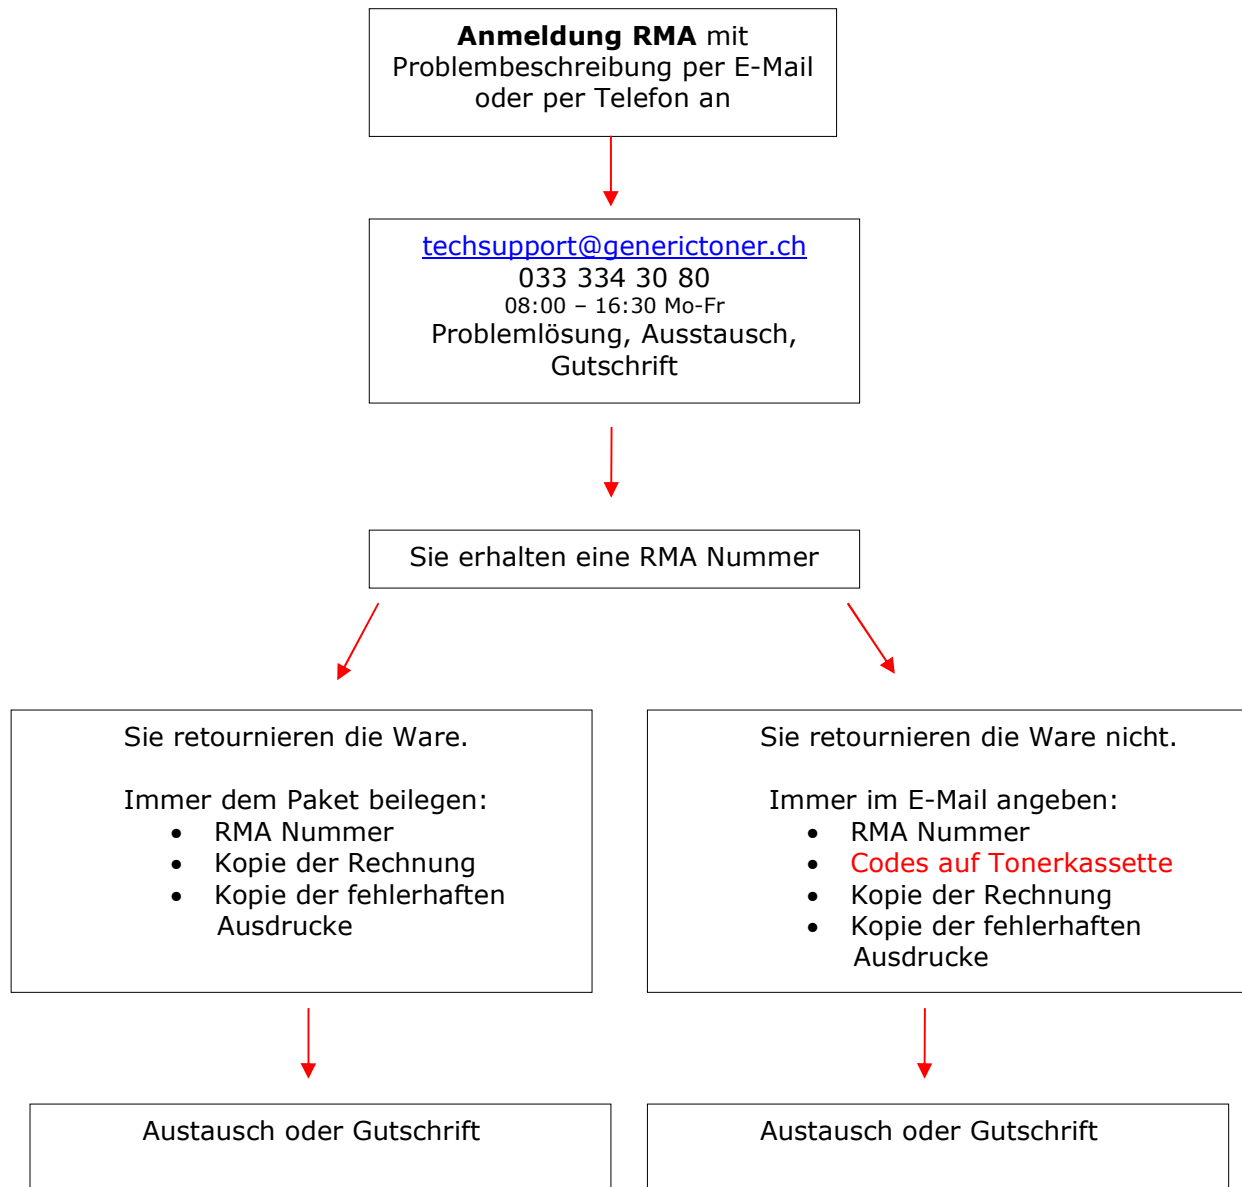 Anmeldung RMA mit
Problembeschreibung per E-Mail
oder per Telefon an
techsupport@generictoner.ch
033 334 30 80
08:00 – 16:30 Mo-Fr
Problemlösung, Ausstausch,
Gutschrift
Sie erhalten eine RMA Nummer
Sie retournieren die Ware.
Immer dem Paket beilegen:
• RMA Nummer
• Kopie der Rechnung
• Kopie der fehlerhaften
Ausdrucke
Sie retournieren die Ware nicht.
Immer im E-Mail angeben:
• RMA Nummer
• Codes auf Tonerkassette
• Kopie der Rechnung
• Kopie der fehlerhaften
Ausdrucke
Austausch oder Gutschrift
Austausch oder Gutschrift